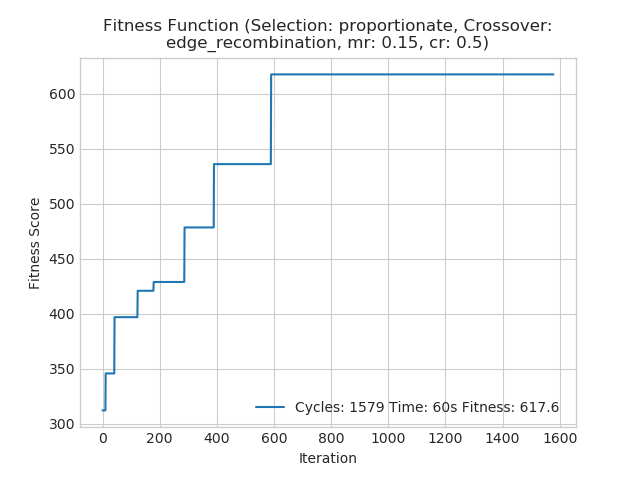 Fitness Function (Selection: proportionate, Crossover:
edge_recombination, mr: 0.15, cr: 0.5)
Fitness Score
600
550
500
450
400
350
300
Cycles: 1579 Time: 60s Fitness: 617.6
0 200 400 600 800 1000 1200 1400 1600
Iteration